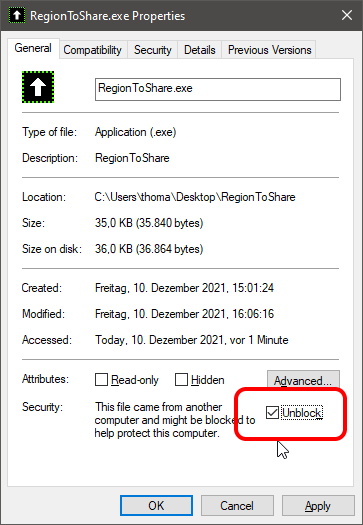 RegionToShare.exe Properties
General Compatibility Security Details Previous Versions
RegionToShare.exe
Type of file: Application (.exe)
Description: RegionToShare
Location: C:\Users\thoma\Desktop\RegionToShare
Size: 35,0 KB (35.840 bytes)
Size on disk: 36,0 KB (36.864 bytes)
Created: Freitag, 10. Dezember 2021, 15:01:24
Modified: Freitag, 10. Dezember 2021, 16:06:16
Accessed: Today, 10. Dezember 2021, vor 1 Minute
Attributes: Read-only Hidden Advanced...
Security: This file came from another
computer and might be blocked to
help protect this computer.
Unblock
OK Cancel Apply